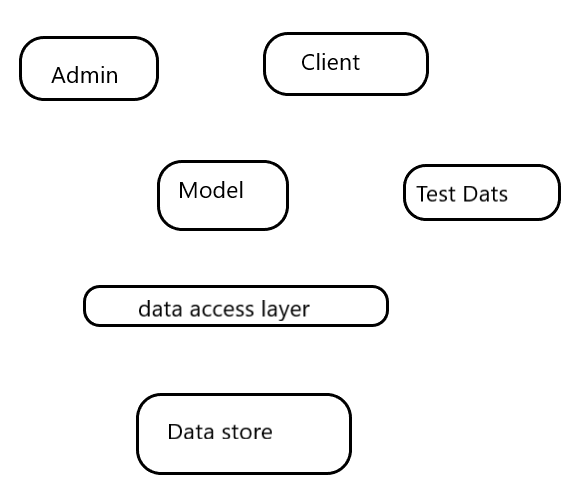 Admin
Client
Model
Test Dats
data access layer
Data store